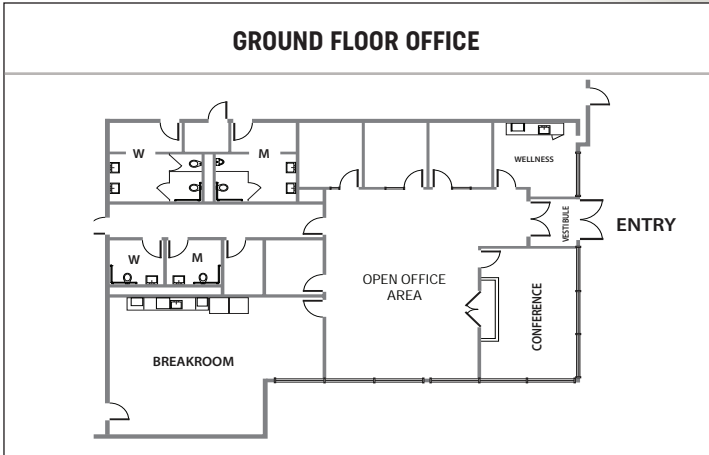 GROUND FLOOR OFFICE
W
M
WELLNESS
VESTIBULE
ENTRY
W
M
OPEN OFFICE
AREA
CONFERENCE
BREAKROOM